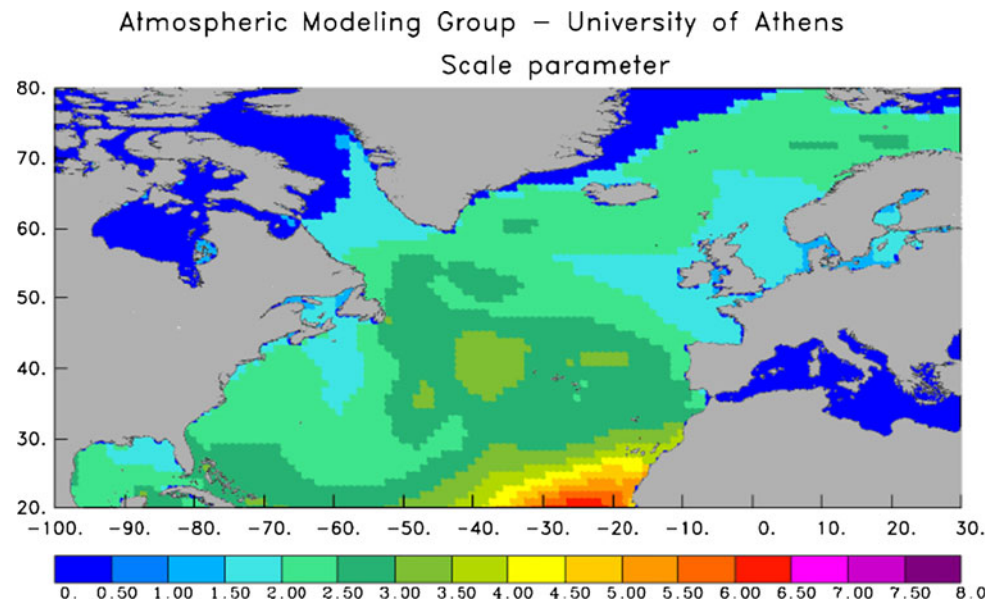 Atmospheric Modeling Group – University of Athens
Scale parameter
80.
70.
60.
50.
40.
30.
20.
-100. -90. -80. -70. -60. -50. -40. -30. -20. -10. 0. 10. 20. 30.
0. 0.50 1.00 1.50 2.00 2.50 3.00 3.50 4.00 4.50 5.00 5.50 6.00 6.50 7.00 7.50 8.0